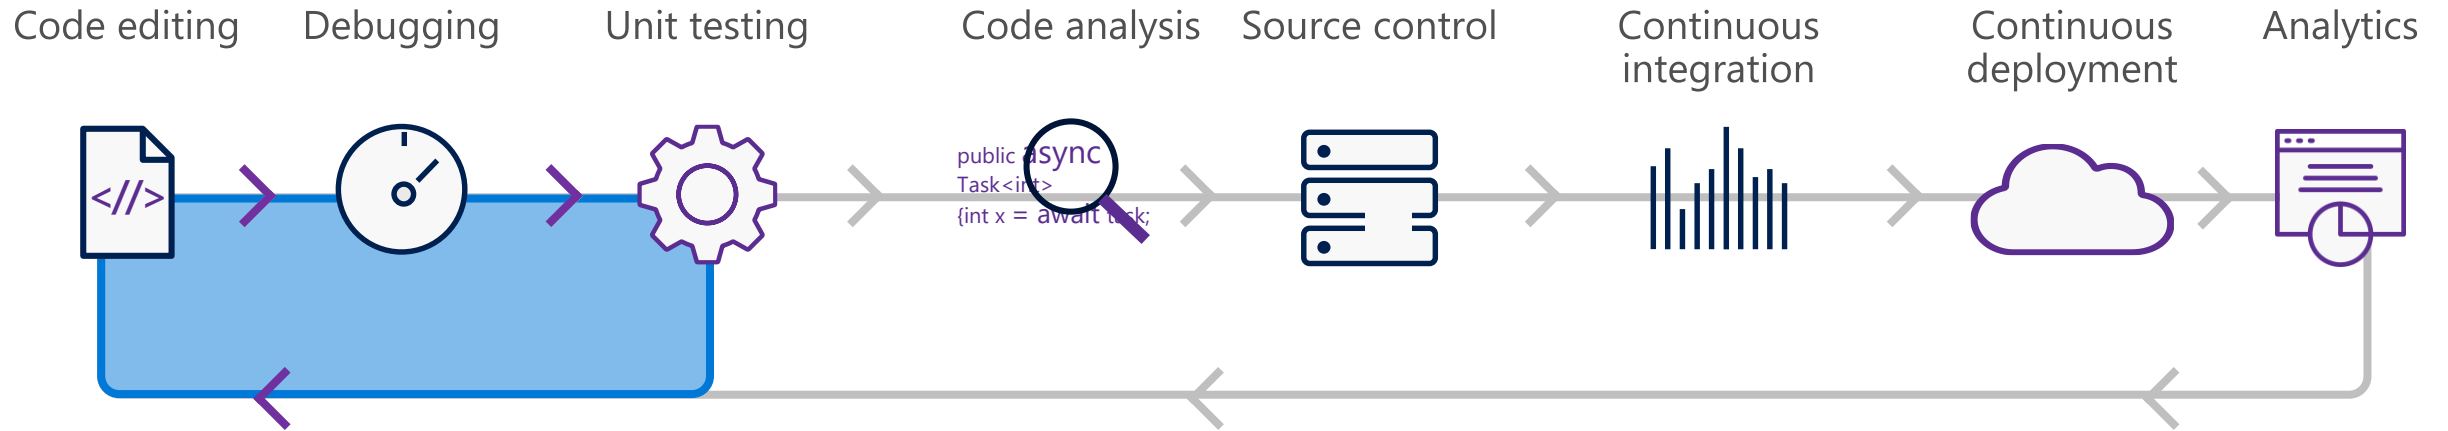 Code editing
Debugging
Unit testing
Code analysis
Source control
Continuous
integration
Continuous
deployment
Analytics
<//>
public async
Task<int>
{int x = await task;